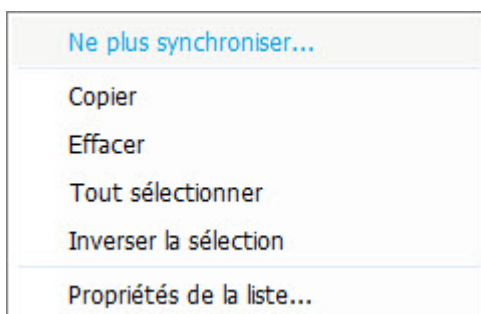 Ne plus synchroniser...
Copier
Effacer
Tout sélectionner
Inverser la sélection
Propriétés de la liste...